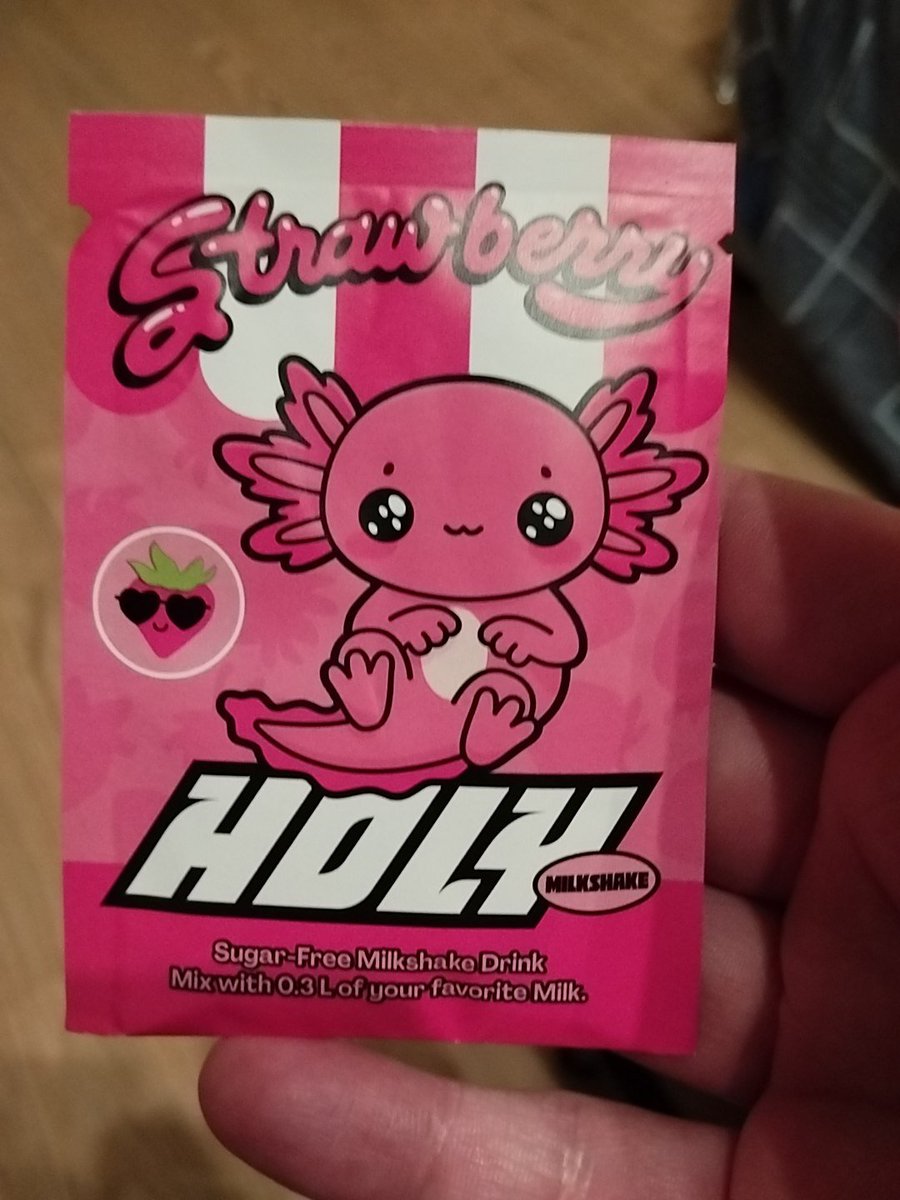 Strawberry
HOLY
MILKSHAKE
Sugar-Free Milkshake Drink
Mix with 0.3 L of your favorite Milk.